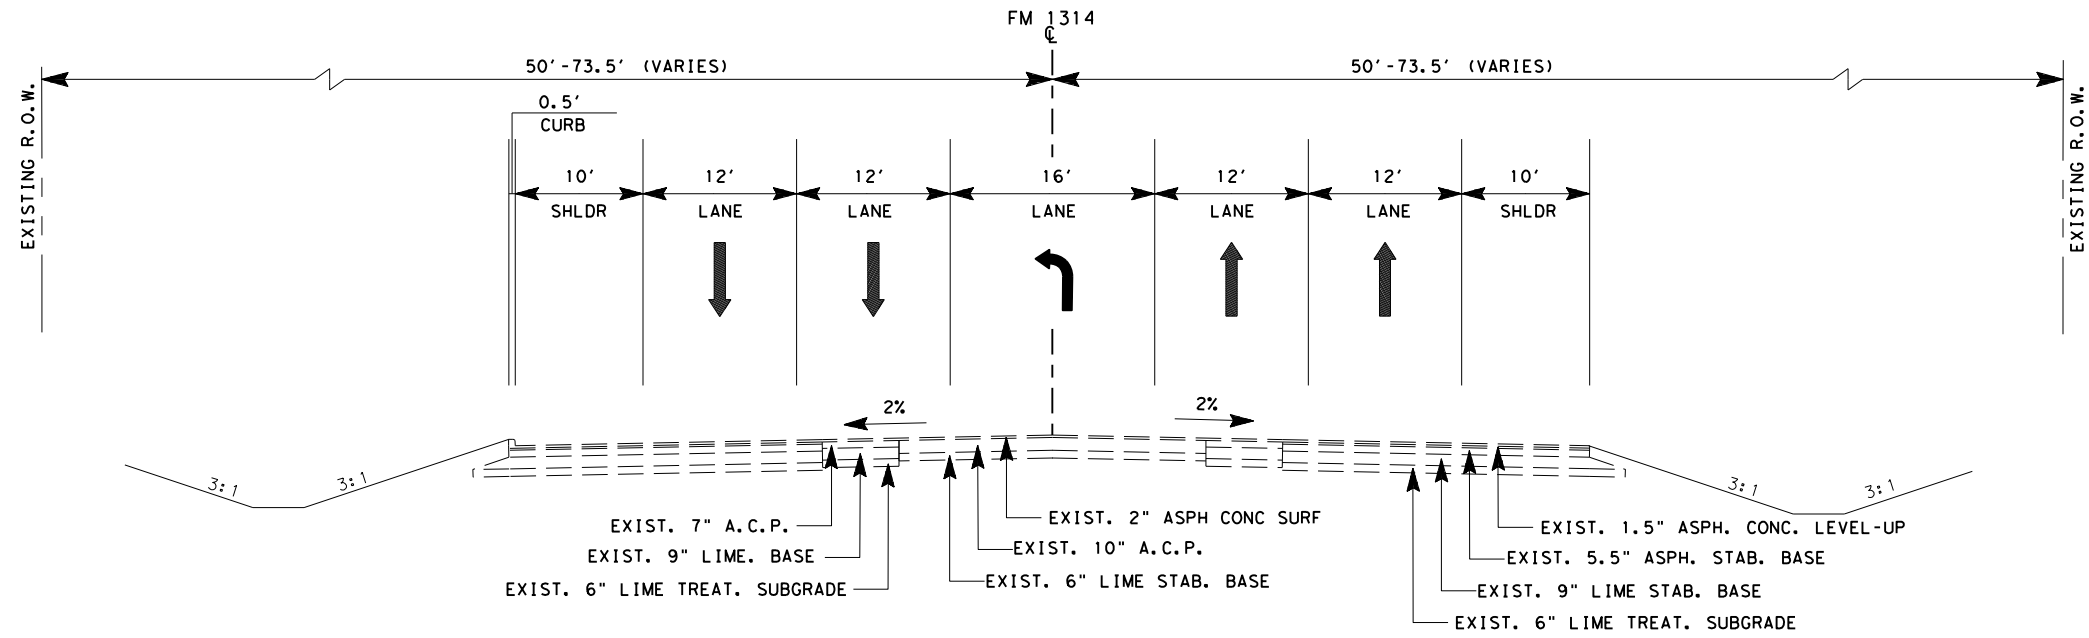 FM 1314
℄
50'-73.5' (VARIES)
50'-73.5' (VARIES)
EXISTING R.O.W.
EXISTING R.O.W.
0.5'
CURB
10'
12'
12'
16'
12'
12'
10'
SHLDR
LANE
LANE
LANE
LANE
LANE
SHLDR
2%
2%
3:1
3:1
3:1
3:1
EXIST. 7" A.C.P.
EXIST. 9" LIME. BASE
EXIST. 6" LIME TREAT. SUBGRADE
EXIST. 2" ASPH CONC SURF
EXIST. 10" A.C.P.
EXIST. 6" LIME STAB. BASE
EXIST. 1.5" ASPH. CONC. LEVEL-UP
EXIST. 5.5" ASPH. STAB. BASE
EXIST. 9" LIME STAB. BASE
EXIST. 6" LIME TREAT. SUBGRADE